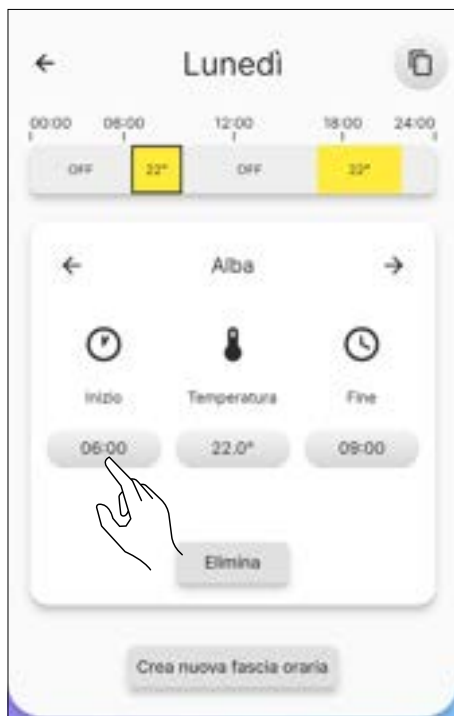 Lunedì
00:00 06:00 12:00 18:00 24:00
OFF 22° OFF 22°
Alba
Inizio Temperatura Fine
06:00 22.0° 09:00
Elimina
Crea nuova fascia oraria